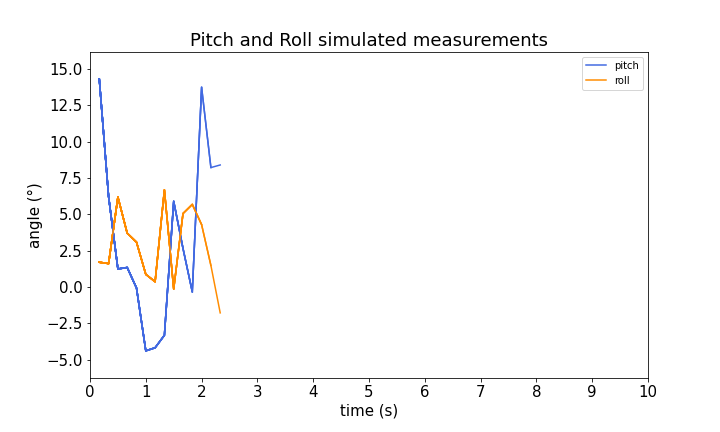 Pitch and Roll simulated measurements
15.0
12.5
10.0
7.5
5.0
2.5
0.0
−2.5
−5.0
angle (°)
pitch
roll
0 1 2 3 4 5 6 7 8 9 10
time (s)